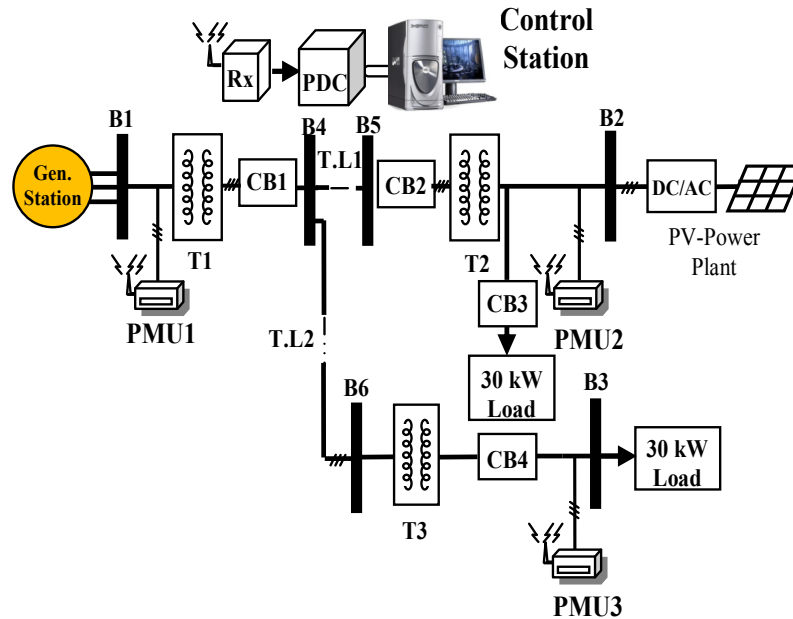 Control
Station
Rx
PDC
B1
B4
B5
B2
T.L1
Gen.
Station
CB1
CB2
DC/AC
T1
T2
PV-Power
Plant
CB3
PMU1
PMU2
T.L2
30 kW
Load
B6
B3
CB4
30 kW
Load
T3
PMU3